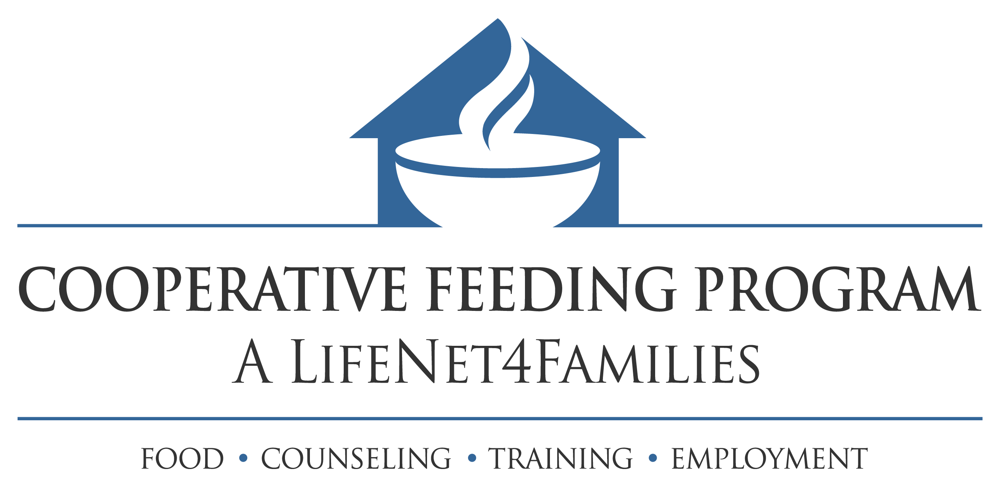 COOPERATIVE FEEDING PROGRAM
A LIFENET4FAMILIES
FOOD • COUNSELING • TRAINING • EMPLOYMENT